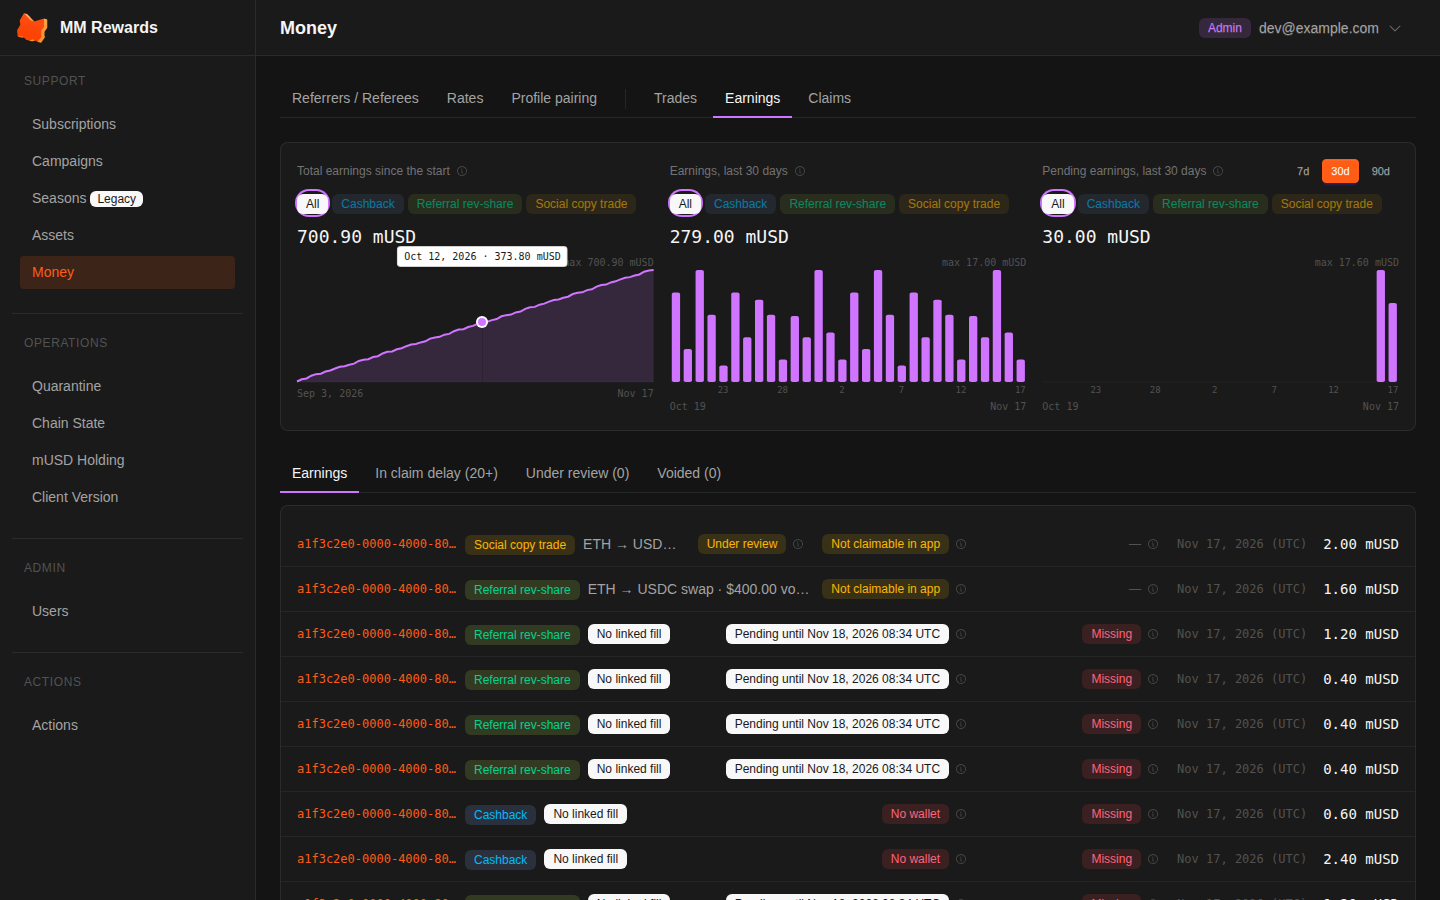 MM Rewards
Money
Admin dev@example.com
SUPPORT
Subscriptions
Campaigns
Seasons Legacy
Assets
Money
OPERATIONS
Quarantine
Chain State
mUSD Holding
Client Version
ADMIN
Users
ACTIONS
Actions
Referrers / Referees Rates Profile pairing Trades Earnings Claims
Total earnings since the start
All Cashback Referral rev-share Social copy trade
700.90 mUSD
Oct 12, 2026 · 373.80 mUSD
max 700.90 mUSD
Sep 3, 2026 Nov 17
Earnings, last 30 days
All Cashback Referral rev-share Social copy trade
279.00 mUSD
max 17.00 mUSD
23 28 2 7 12 17
Oct 19 Nov 17
Pending earnings, last 30 days 7d 30d 90d
All Cashback Referral rev-share Social copy trade
30.00 mUSD
max 17.60 mUSD
23 28 2 7 12 17
Oct 19 Nov 17
Earnings In claim delay (20+) Under review (0) Voided (0)
a1f3c2e0-0000-4000-80… Social copy trade ETH → USD… Under review Not claimable in app — Nov 17, 2026 (UTC) 2.00 mUSD
a1f3c2e0-0000-4000-80… Referral rev-share ETH → USDC swap · $400.00 vo… Not claimable in app — Nov 17, 2026 (UTC) 1.60 mUSD
a1f3c2e0-0000-4000-80… Referral rev-share No linked fill Pending until Nov 18, 2026 08:34 UTC Missing Nov 17, 2026 (UTC) 1.20 mUSD
a1f3c2e0-0000-4000-80… Referral rev-share No linked fill Pending until Nov 18, 2026 08:34 UTC Missing Nov 17, 2026 (UTC) 0.40 mUSD
a1f3c2e0-0000-4000-80… Referral rev-share No linked fill Pending until Nov 18, 2026 08:34 UTC Missing Nov 17, 2026 (UTC) 0.40 mUSD
a1f3c2e0-0000-4000-80… Referral rev-share No linked fill Pending until Nov 18, 2026 08:34 UTC Missing Nov 17, 2026 (UTC) 0.40 mUSD
a1f3c2e0-0000-4000-80… Cashback No linked fill No wallet Missing Nov 17, 2026 (UTC) 0.60 mUSD
a1f3c2e0-0000-4000-80… Cashback No linked fill No wallet Missing Nov 17, 2026 (UTC) 2.40 mUSD